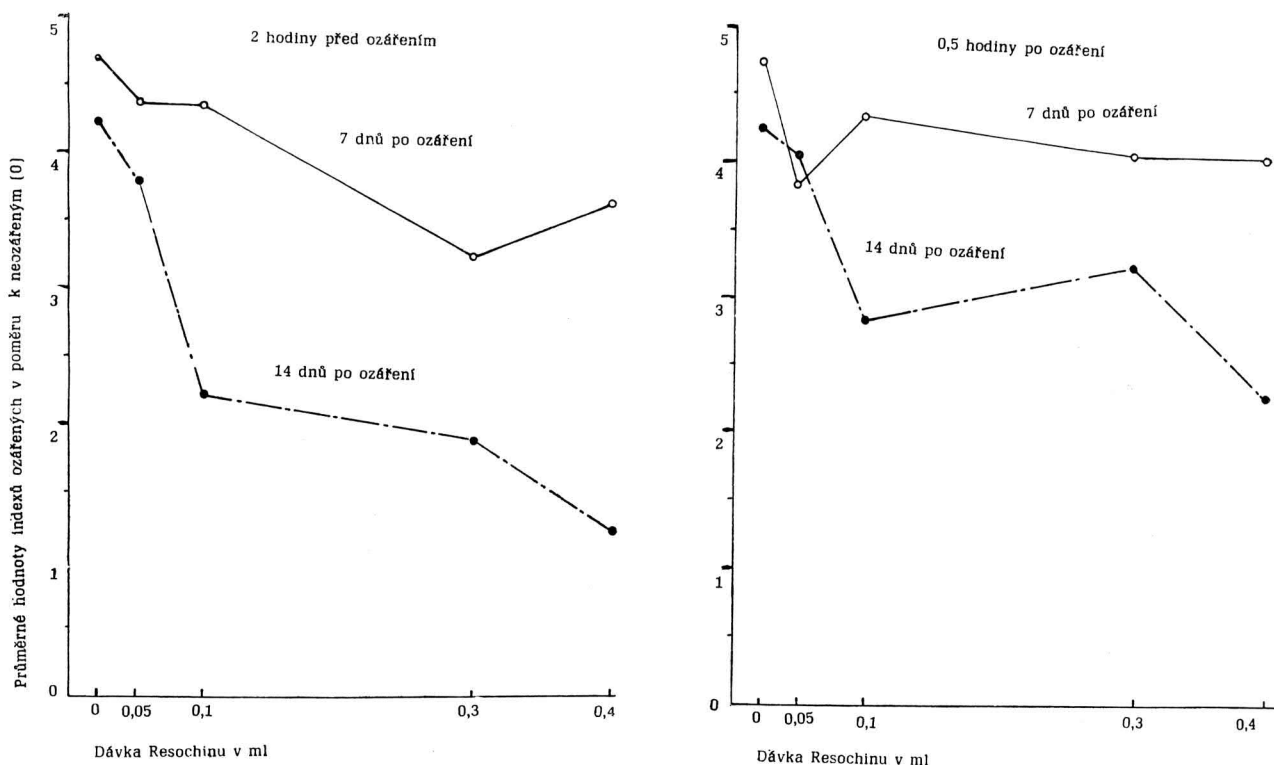 Průměrné hodnoty indexů ozářených v poměru k neozářeným (0)
5
4
3
2
1
0
2 hodiny před ozářením
7 dnů po ozáření
14 dnů po ozáření
0 0,05 0,1 0,3 0,4
Dávka Resochinu v ml
5
4
3
2
1
0
0,5 hodiny po ozáření
7 dnů po ozáření
14 dnů po ozáření
0 0,05 0,1 0,3 0,4
Dávka Resochinu v ml